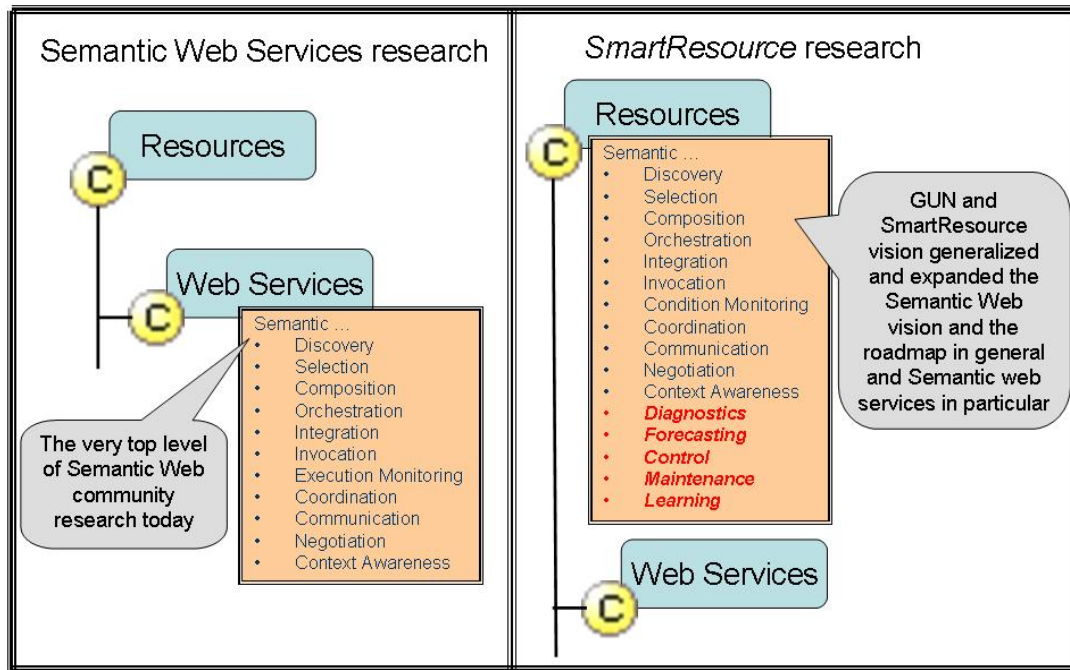 Semantic Web Services research
Resources
C
Web Services
C
Semantic ...
• Discovery
• Selection
• Composition
• Orchestration
• Integration
• Invocation
• Execution Monitoring
• Coordination
• Communication
• Negotiation
• Context Awareness
The very top level
of Semantic Web
community
research today
SmartResource research
Resources
C
Semantic ...
• Discovery
• Selection
• Composition
• Orchestration
• Integration
• Invocation
• Condition Monitoring
• Coordination
• Communication
• Negotiation
• Context Awareness
• Diagnostics
• Forecasting
• Control
• Maintenance
• Learning
GUN and
SmartResource
vision generalized
and expanded the
Semantic Web
vision and the
roadmap in general
and Semantic web
services in particular
Web Services
C